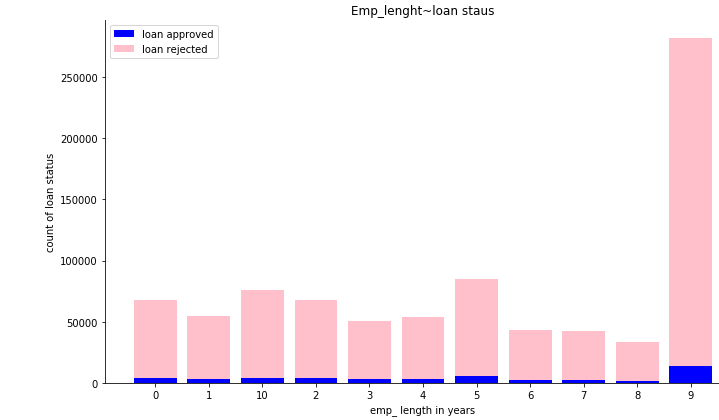 Emp_lenght~loan staus
loan approved
loan rejected
250000
200000
150000
100000
50000
0
count of loan status
0 1 10 2 3 4 5 6 7 8 9
emp_ length in years